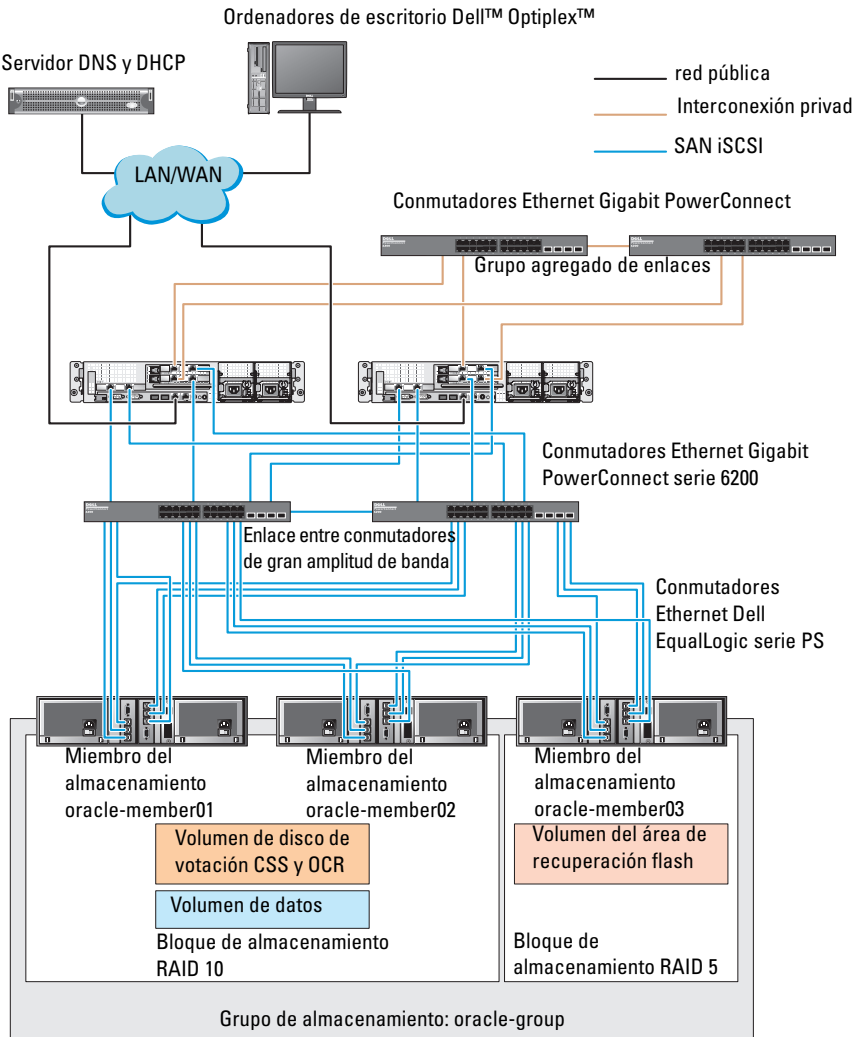 Ordenadores de escritorio Dell™ Optiplex™
Servidor DNS y DHCP
red pública
Interconexión privad
SAN iSCSI
LAN/WAN
Conmutadores Ethernet Gigabit PowerConnect
Grupo agregado de enlaces
Conmutadores Ethernet Gigabit
PowerConnect serie 6200
Enlace entre conmutadores
de gran amplitud de banda
Conmutadores
Ethernet Dell
EqualLogic serie PS
Miembro del
almacenamiento
oracle-member01
Miembro del
almacenamiento
oracle-member02
Miembro del
almacenamiento
oracle-member03
Volumen de disco de
votación CSS y OCR
Volumen del área de
recuperación flash
Volumen de datos
Bloque de almacenamiento
RAID 10
Bloque de
almacenamiento RAID 5
Grupo de almacenamiento: oracle-group